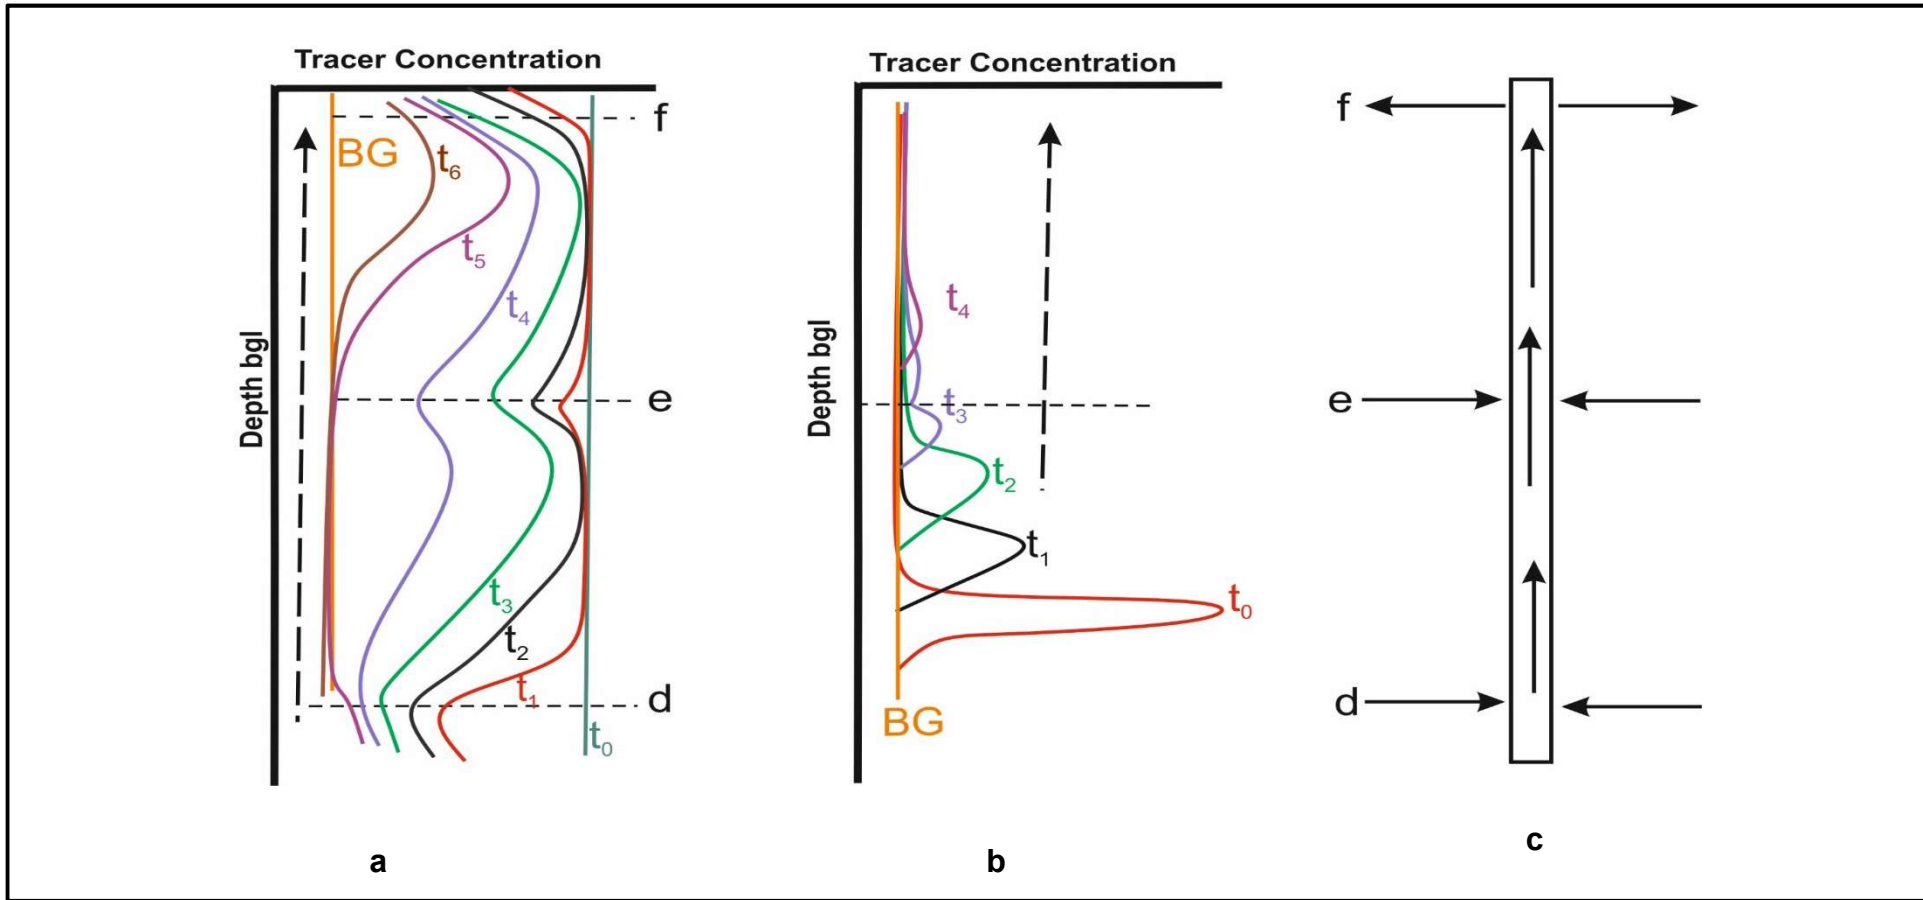 Tracer Concentration
f
BG
t₆
t₅
t₄
Depth bgl
e
t₃
t₂
t₁
d
t₀
a
Tracer Concentration
t₄
Depth bgl
t₃
t₂
t₁
t₀
BG
b
f
e
d
c